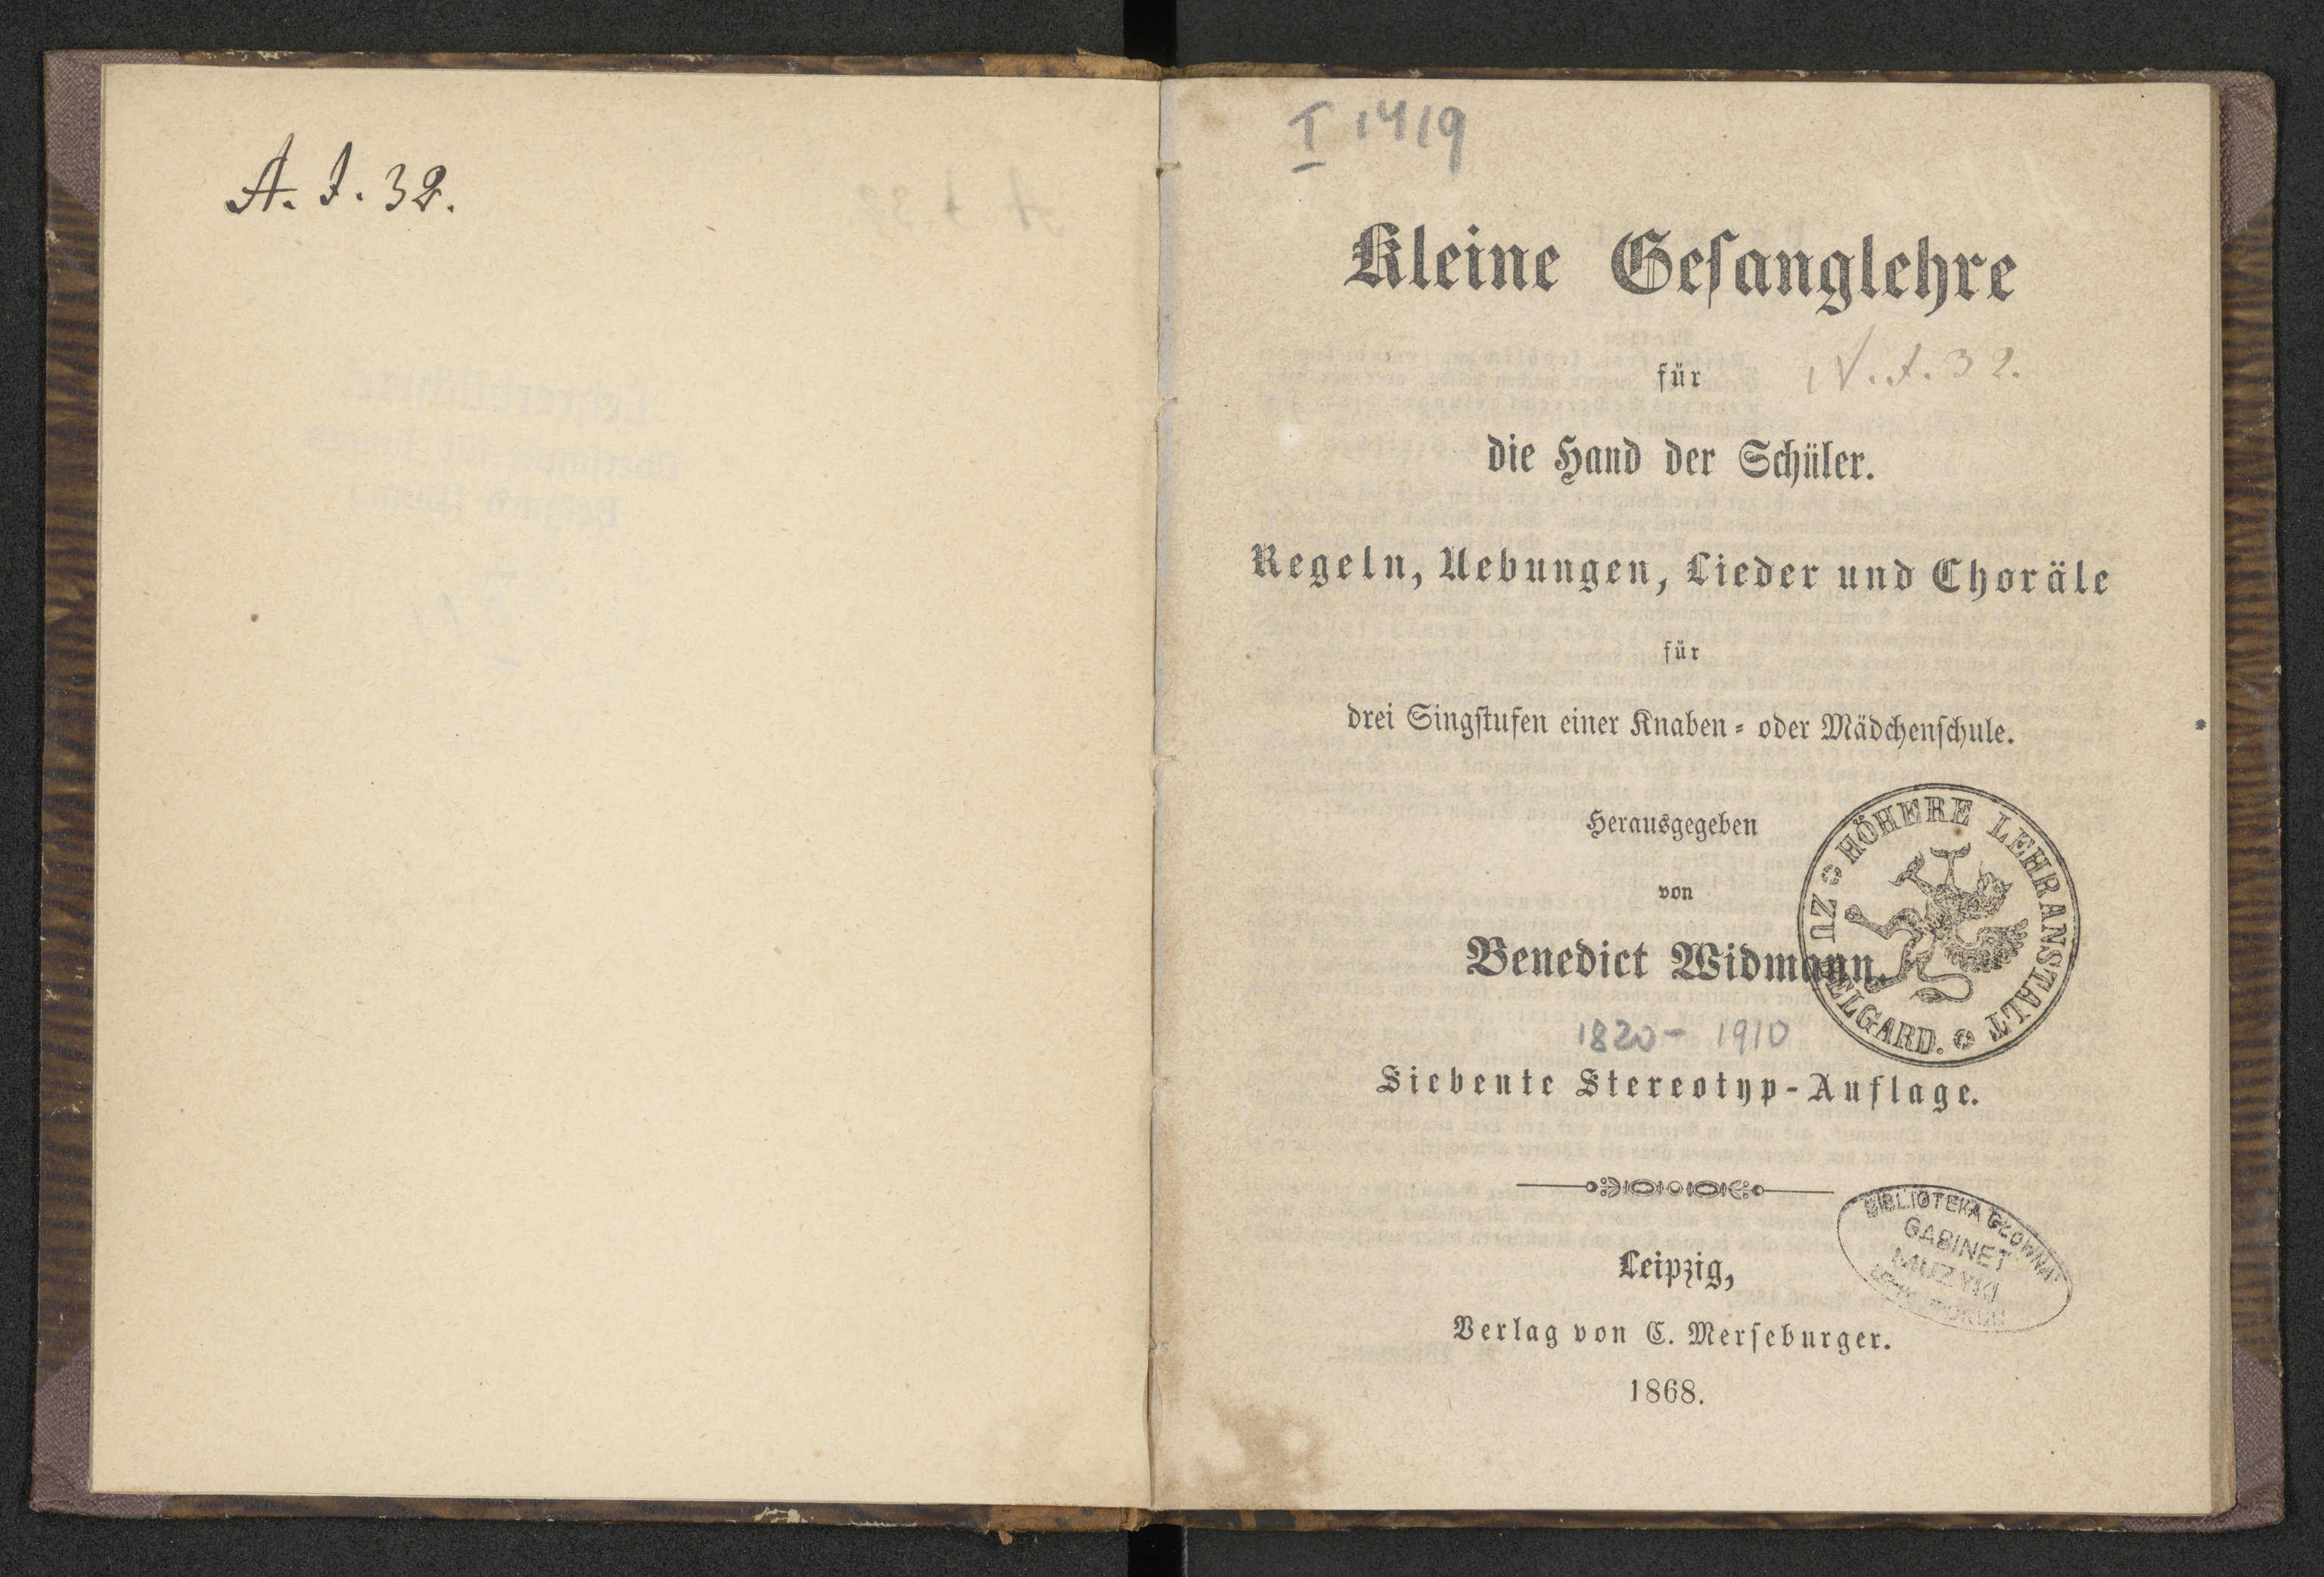 A. I. 32.
I 1419
Kleine Geſanglehre
für
A. I. 32.
die Hand der Schüler.
Regeln, Uebungen, Lieder und Choräle
für
drei Singſtufen einer Knaben- oder Mädchenſchule.
Herausgegeben
von
Benedict Widmann.
HÖHERE LEHRANSTALT ZU BELGARD.
1820 - 1910
Siebente Stereotyp-Auflage.
BIBLIOTEKA GŁÓWNA
GABINET
MUZYKI
Leipzig,
Verlag von C. Merſeburger.
1868.